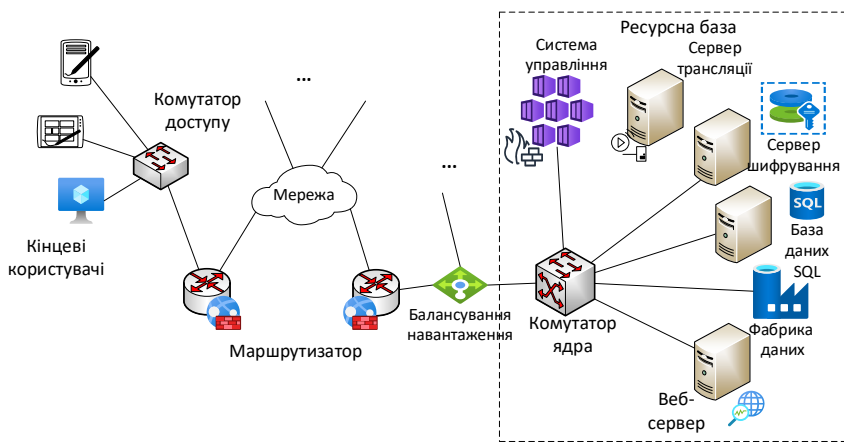 Ресурсна база
Система
управління
Сервер
трансляції
...
Комутатор
доступу
...
Сервер
шифрування
Мережа
SQL
База
даних
SQL
Кінцеві
користувачі
Балансування
навантаження
Комутатор
ядра
Фабрика
даних
Маршрутизатор
Веб-
сервер